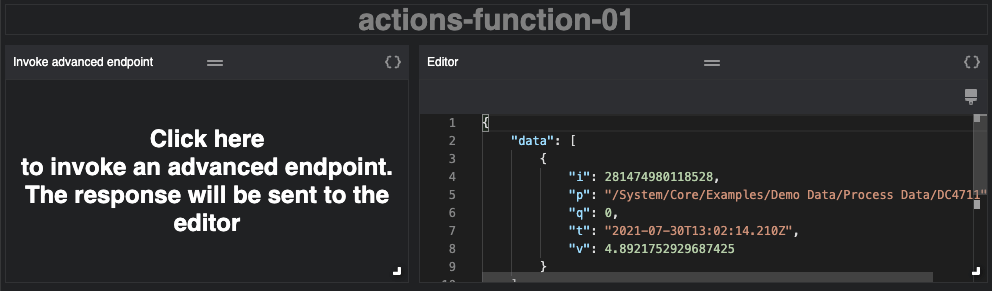 actions-function-01
Invoke advanced endpoint
{}
Click here
to invoke an advanced endpoint.
The response will be sent to the
editor
Editor
{}
1 {
2 "data": [
3 {
4 "i": 281474980118528,
5 "p": "/System/Core/Examples/Demo Data/Process Data/DC4711"
6 "q": 0,
7 "t": "2021-07-30T13:02:14.210Z",
8 "v": 4.8921752929687425
9 }
10